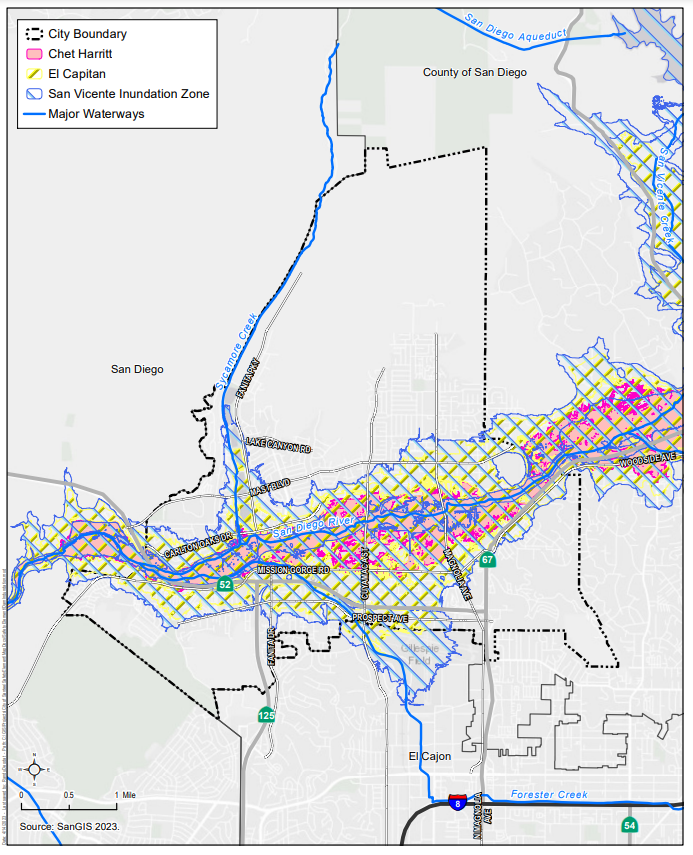 City Boundary
Chet Harritt
El Capitan
San Vicente Inundation Zone
Major Waterways
San Diego Aqueduct
County of San Diego
San Vicente Creek
Sycamore Creek
San Diego
FANITA PKY
LAKE CANYON RD
MAST BLVD
WOODSIDE AVE
San Diego River
CARLTON OAKS DR
MISSION GORGE RD
CUYAMACA ST
MAGNOLIA AVE
67
52
PROSPECT AVE
FANITA DR
Gillespie
Field
125
El Cajon
N
W
E
S
0
0.5
1 Mile
Forester Creek
8
N MAGNOLIA
AVE
54
Source: SanGIS 2023.